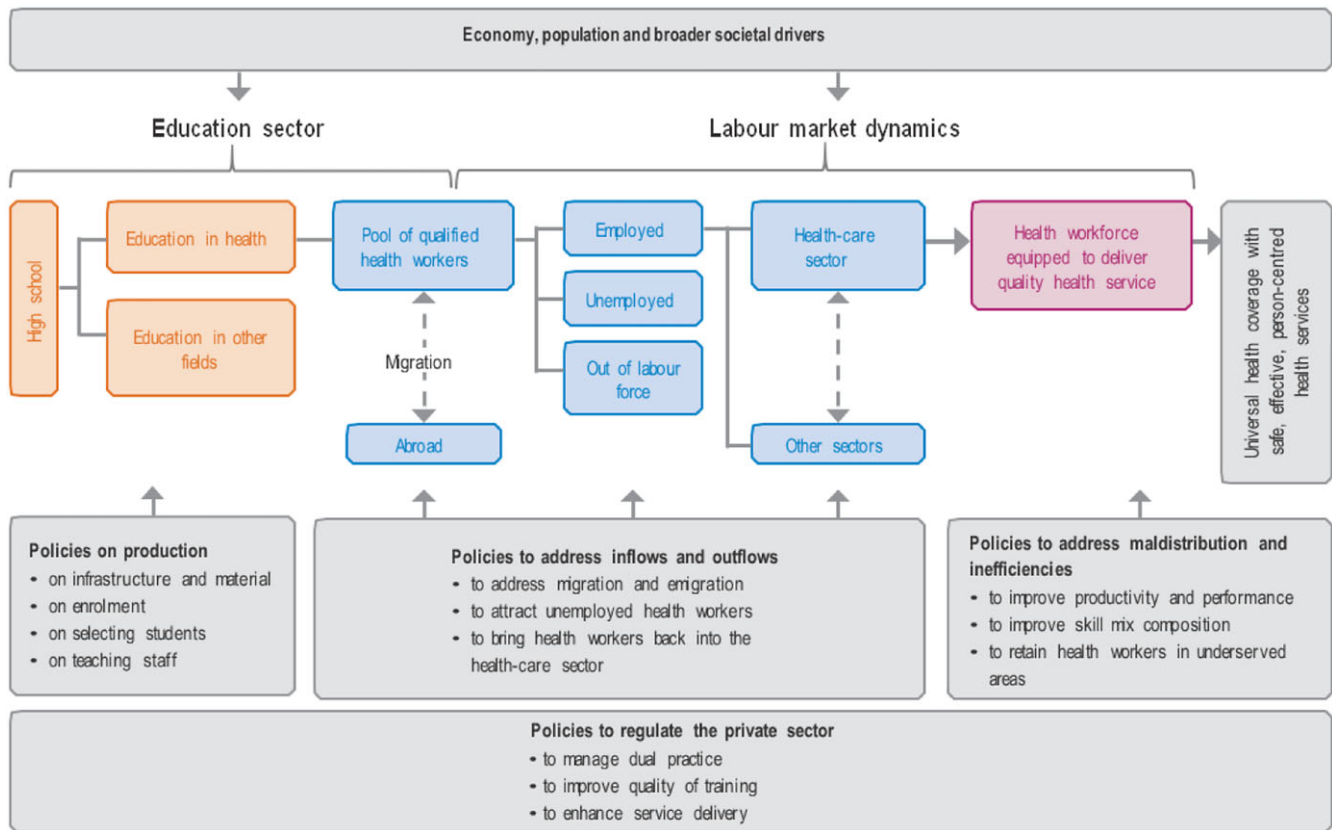 Economy, population and broader societal drivers
Education sector
Labour market dynamics
High school
Education in health
Education in other
fields
Pool of qualified
health workers
Migration
Abroad
Employed
Unemployed
Out of labour
force
Health-care
sector
Other sectors
Health workforce
equipped to deliver
quality health service
Universal health coverage with
safe, effective, person-centred
health services
Policies on production
• on infrastructure and material
• on enrolment
• on selecting students
• on teaching staff
Policies to address inflows and outflows
• to address migration and emigration
• to attract unemployed health workers
• to bring health workers back into the
health-care sector
Policies to address maldistribution and
inefficiencies
• to improve productivity and performance
• to improve skill mix composition
• to retain health workers in underserved
areas
Policies to regulate the private sector
• to manage dual practice
• to improve quality of training
• to enhance service delivery